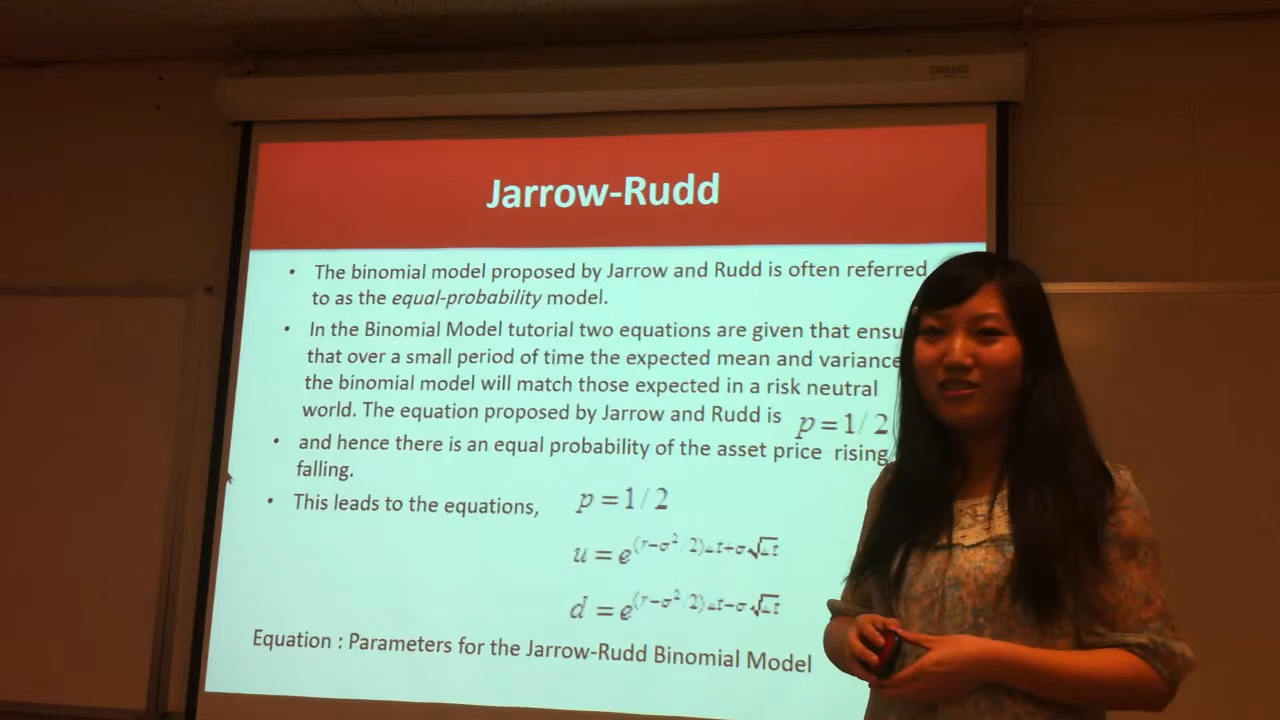 Jarrow-Rudd
• The binomial model proposed by Jarrow and Rudd is often referred
to as the equal-probability model.
• In the Binomial Model tutorial two equations are given that
that over a small period of time the expected mean and variance
the binomial model will match those expected in a risk neutral
world. The equation proposed by Jarrow and Rudd is p = 1/2
• and hence there is an equal probability of the asset price rising
falling.
• This leads to the equations, p = 1/2
u = e^{(r−σ²/2)Δt+σ√Δt}
d = e^{(r−σ²/2)Δt−σ√Δt}
Equation : Parameters for the Jarrow-Rudd Binomial Model